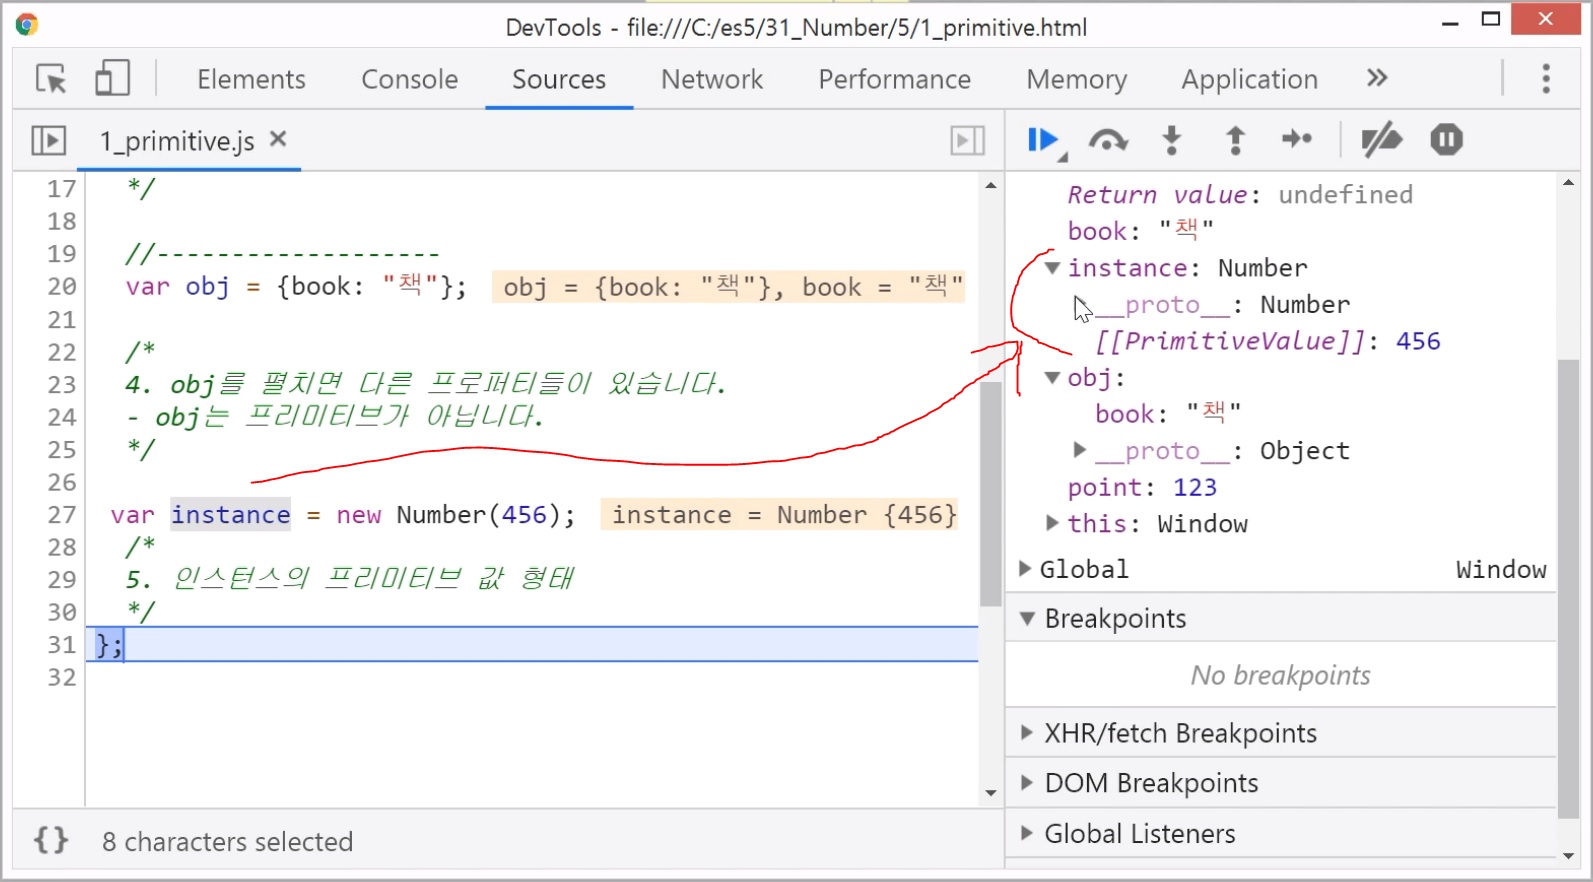 DevTools - file:///C:/es5/31_Number/5/1_primitive.html
Elements Console Sources Network Performance Memory Application »
1_primitive.js ×
17 */
18
19 //-------------------
20 var obj = {book: "책"}; obj = {book: "책"}, book = "책"
21
22 /*
23 4. obj를 펼치면 다른 프로퍼티들이 있습니다.
24 - obj는 프리미티브가 아닙니다.
25 */
26
27 var instance = new Number(456); instance = Number {456}
28 /*
29 5. 인스턴스의 프리미티브 값 형태
30 */
31 };
32
{} 8 characters selected
Return value: undefined
book: "책"
instance: Number
__proto__: Number
[[PrimitiveValue]]: 456
obj:
book: "책"
__proto__: Object
point: 123
this: Window
Global Window
Breakpoints
No breakpoints
XHR/fetch Breakpoints
DOM Breakpoints
Global Listeners